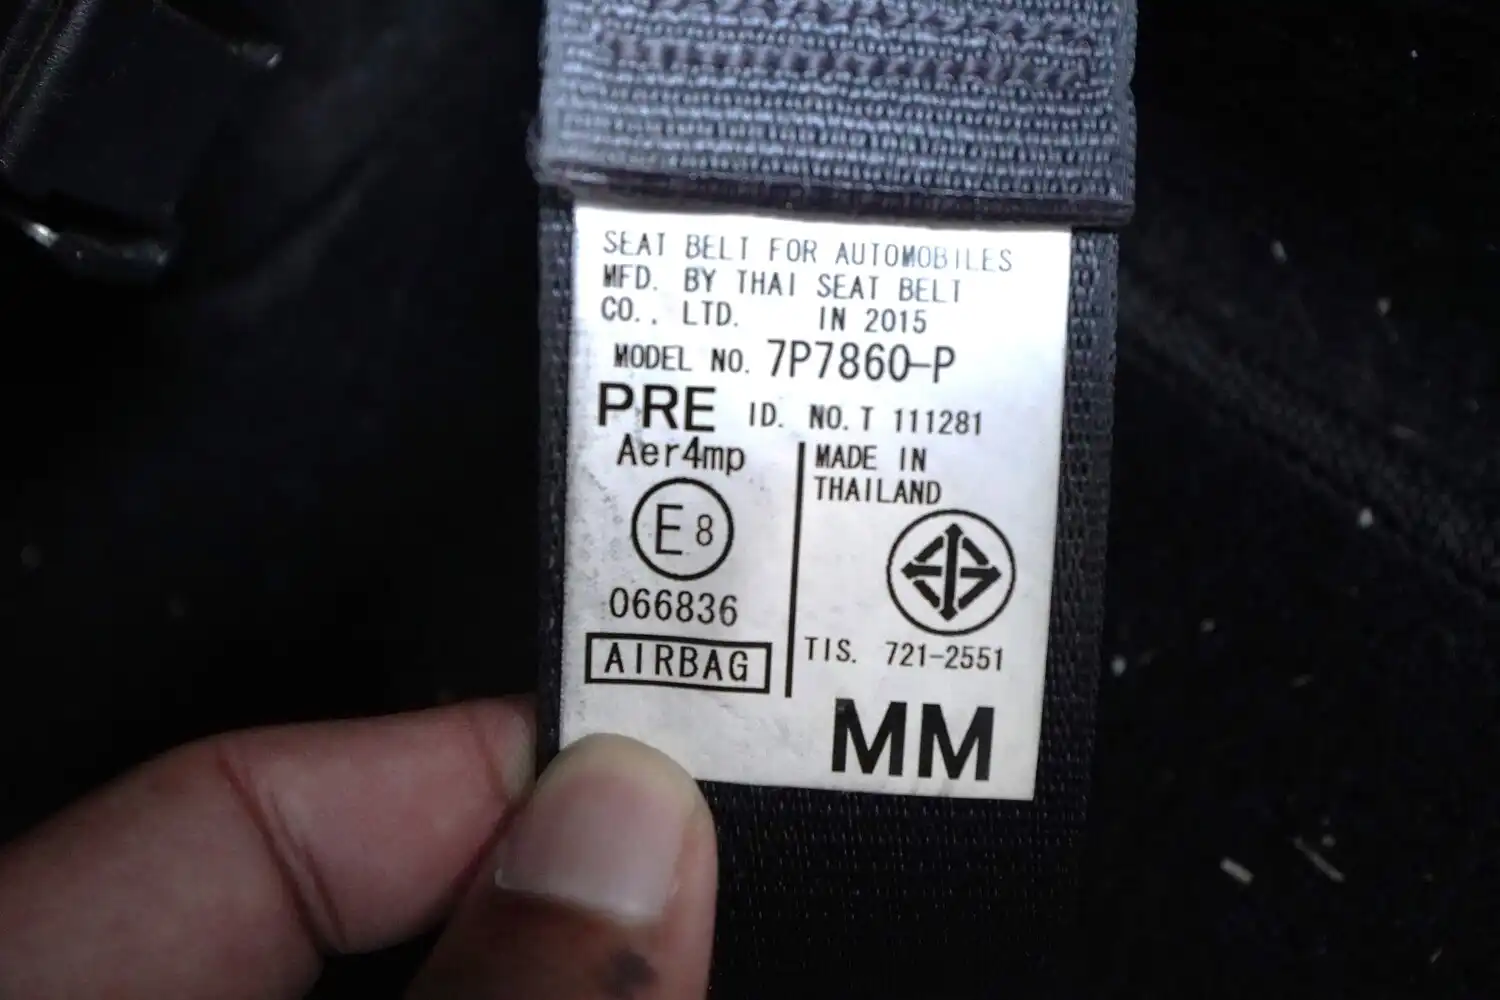 SEAT BELT FOR AUTOMOBILES
MFD. BY THAI SEAT BELT
CO., LTD. IN 2015
MODEL NO. 7P7860-P
PRE ID. NO. T 111281
Aer4mp
E8
066836
AIRBAG
MADE IN
THAILAND
TIS. 721-2551
MM